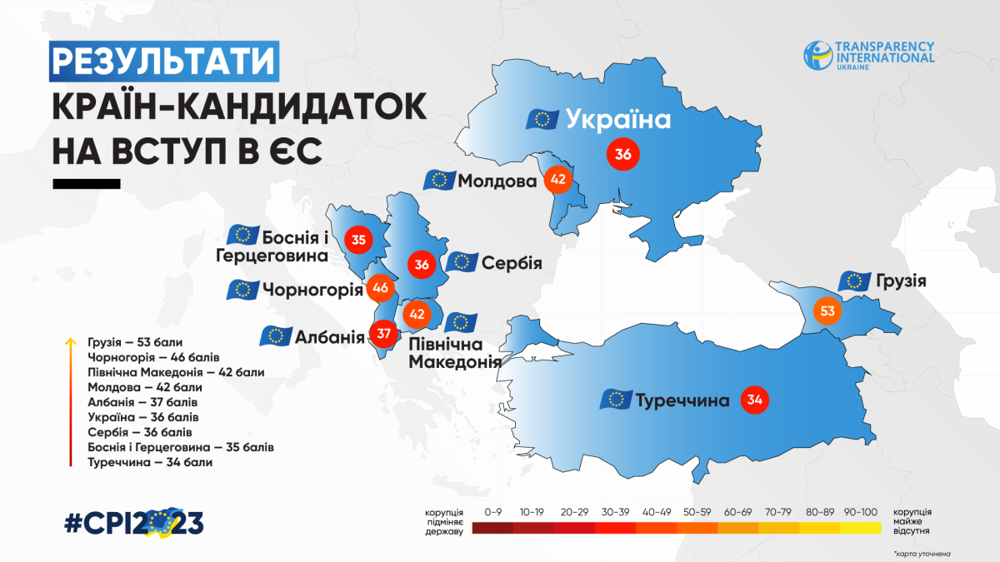 РЕЗУЛЬТАТИ
КРАЇН-КАНДИДАТОК
НА ВСТУП В ЄС
TRANSPARENCY
INTERNATIONAL
UKRAINE
Україна
36
Молдова
42
Боснія і
Герцеговина
35
Сербія
36
Чорногорія
46
Грузія
53
Албанія
37
42
Північна
Македонія
Туреччина
34
Грузія — 53 бали
Чорногорія — 46 балів
Північна Македонія — 42 бали
Молдова — 42 бали
Албанія — 37 балів
Україна — 36 балів
Сербія — 36 балів
Боснія і Герцеговина — 35 балів
Туреччина — 34 бали
#CPI2023
корупція
підміняє
державу
0-9 10-19 20-29 30-39 40-49 50-59 60-69 70-79 80-89 90-100
корупція
майже
відсутня
*карта уточнена